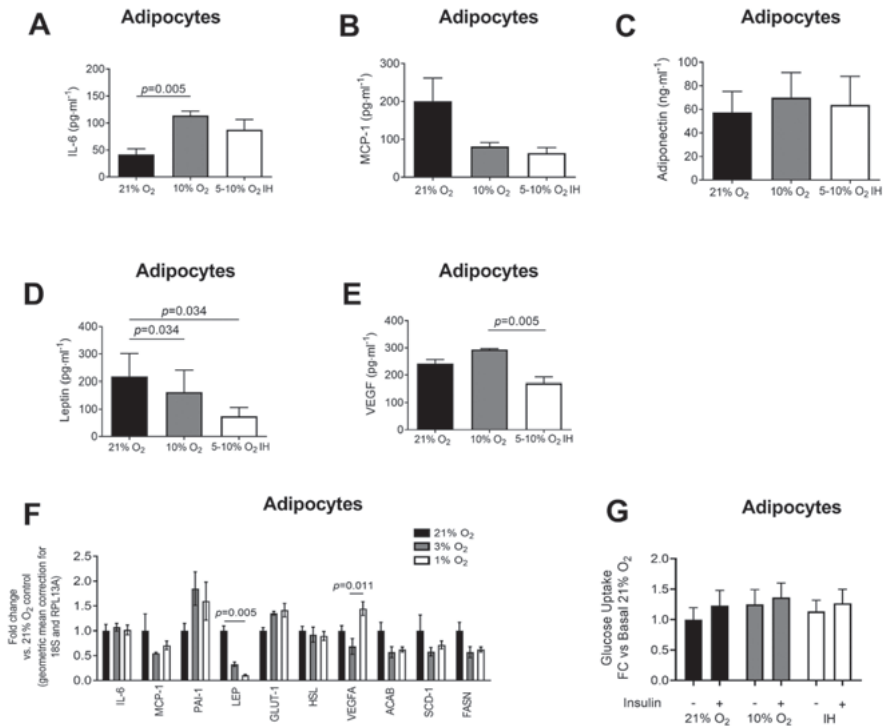 A
Adipocytes
IL-6 (pg·ml⁻¹)
200
150
100
50
0
p=0.005
21% O₂
10% O₂
5-10% O₂ IH
B
Adipocytes
MCP-1 (pg·ml⁻¹)
300
200
100
0
21% O₂
10% O₂
5-10% O₂ IH
C
Adipocytes
Adiponectin (ng·ml⁻¹)
100
80
60
40
20
0
21% O₂
10% O₂
5-10% O₂ IH
D
Adipocytes
Leptin (pg·ml⁻¹)
400
300
200
100
0
p=0.034
p=0.034
21% O₂
10% O₂
5-10% O₂ IH
E
Adipocytes
VEGF (pg·ml⁻¹)
400
300
200
100
0
p=0.005
21% O₂
10% O₂
5-10% O₂ IH
F
Adipocytes
Fold change
vs. 21% O₂ control
(geometric mean correction for
18S and RPL13A)
2.5
2.0
1.5
1.0
0.5
0.0
21% O₂
3% O₂
1% O₂
p=0.005
p=0.011
IL-6
MCP-1
PAI-1
LEP
GLUT-1
HSL
VEGFA
ACAB
SCD-1
FASN
G
Adipocytes
Glucose Uptake
FC vs Basal 21% O₂
2.0
1.5
1.0
0.5
0.0
Insulin - + - + - +
21% O₂ 10% O₂ IH